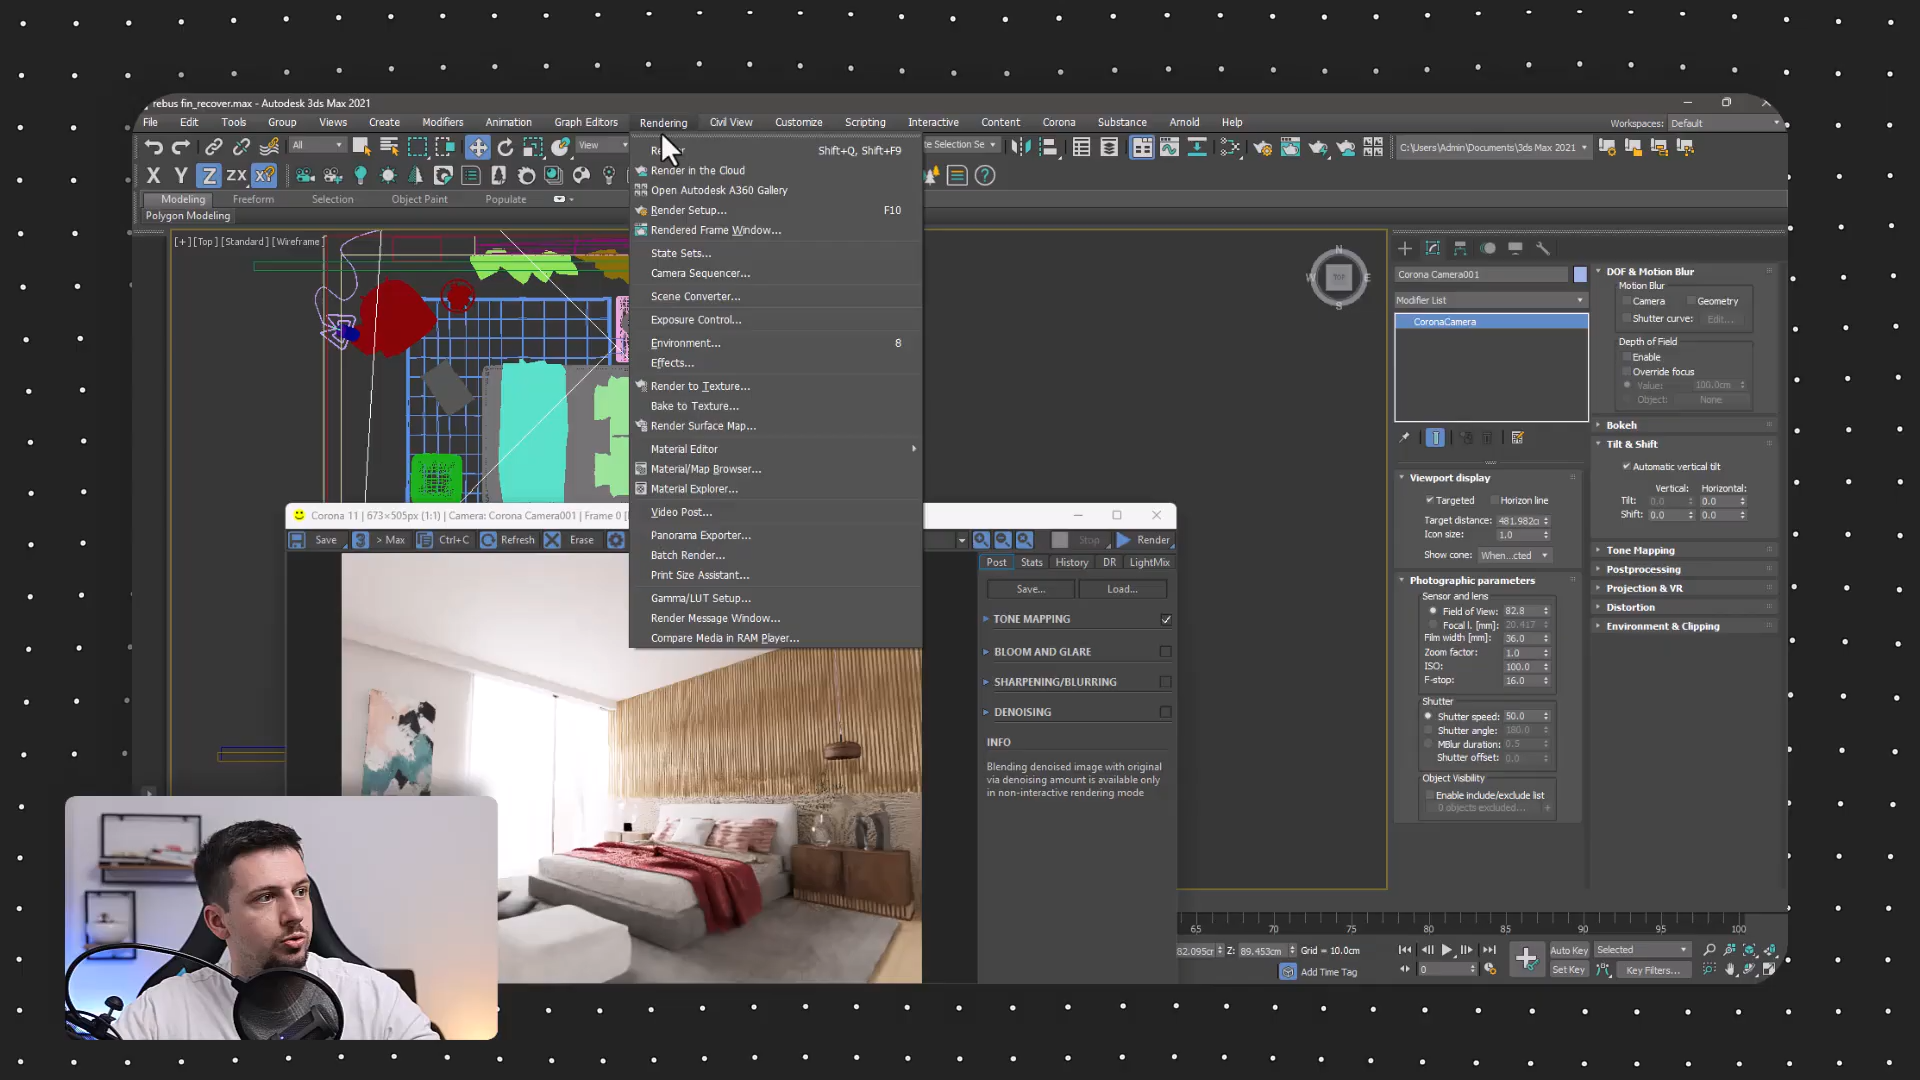 rebus fin_recover.max - Autodesk 3ds Max 2021
File Edit Tools Group Views Create Modifiers Animation Graph Editors Rendering Civil View Customize Scripting Interactive Content Corona Substance Arnold Help
Workspaces: Default
All
View
te Selection Se
C:\Users\Admin\Documents\3ds Max 2021
X Y Z ZX
Modeling Freeform Selection Object Paint Populate
Polygon Modeling
[+] [Top] [Standard] [Wireframe]
Shift+Q, Shift+F9
Render in the Cloud
Open Autodesk A360 Gallery
Render Setup... F10
Rendered Frame Window...
State Sets...
Camera Sequencer...
Scene Converter...
Exposure Control...
Environment... 8
Effects...
Render to Texture...
Bake to Texture...
Render Surface Map...
Material Editor
Material/Map Browser...
Material Explorer...
Video Post...
Panorama Exporter...
Batch Render...
Print Size Assistant...
Gamma/LUT Setup...
Render Message Window...
Compare Media in RAM Player...
N
W TOP E
S
Corona 11 | 673×505px (1:1) | Camera: Corona Camera001 | Frame 0
Save > Max Ctrl+C Refresh Erase
Stop Render
Post Stats History DR LightMix
Save... Load...
TONE MAPPING
BLOOM AND GLARE
SHARPENING/BLURRING
DENOISING
INFO
Blending denoised image with original
via denoising amount is available only
in non-interactive rendering mode
Corona Camera001
Modifier List
CoronaCamera
Viewport display
Targeted Horizon line
Target distance: 481.982c
Icon size: 1.0
Show cone: When...cted
Photographic parameters
Sensor and lens
Field of View: 82.8
Focal l. [mm]: 20.417
Film width [mm]: 36.0
Zoom factor: 1.0
ISO: 100.0
F-stop: 16.0
Shutter
Shutter speed: 50.0
Shutter angle: 180.0
MBlur duration: 0.5
Shutter offset: 0.0
Object Visibility
Enable include/exclude list
0 objects excluded...
DOF & Motion Blur
Motion Blur
Camera Geometry
Shutter curve: Edit...
Depth of Field
Enable
Override focus
Value: 100.0cm
Object: None
Bokeh
Tilt & Shift
Automatic vertical tilt
Vertical: Horizontal:
Tilt: 0.0 0.0
Shift: 0.0 0.0
Tone Mapping
Postprocessing
Projection & VR
Distortion
Environment & Clipping
65 70 75 80 85 90 95 100
Z: 89.453cm Grid = 10.0cm
Add Time Tag
0
Auto Key Selected
Set Key Key Filters...